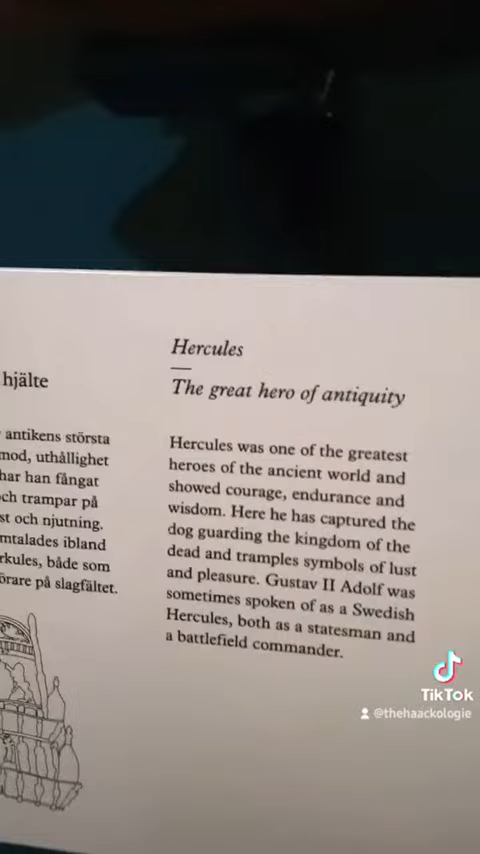 hjälte
antikens största
mod, uthållighet
har han fångat
ch trampar på
st och njutning,
mtalades ibland
rkules, både som
örare på slagfältet.
Hercules
The great hero of antiquity
Hercules was one of the greatest
heroes of the ancient world and
showed courage, endurance and
wisdom. Here he has captured the
dog guarding the kingdom of the
dead and tramples symbols of lust
and pleasure. Gustav II Adolf was
sometimes spoken of as a Swedish
Hercules, both as a statesman and
a battlefield commander.
TikTok
@thehaackologie